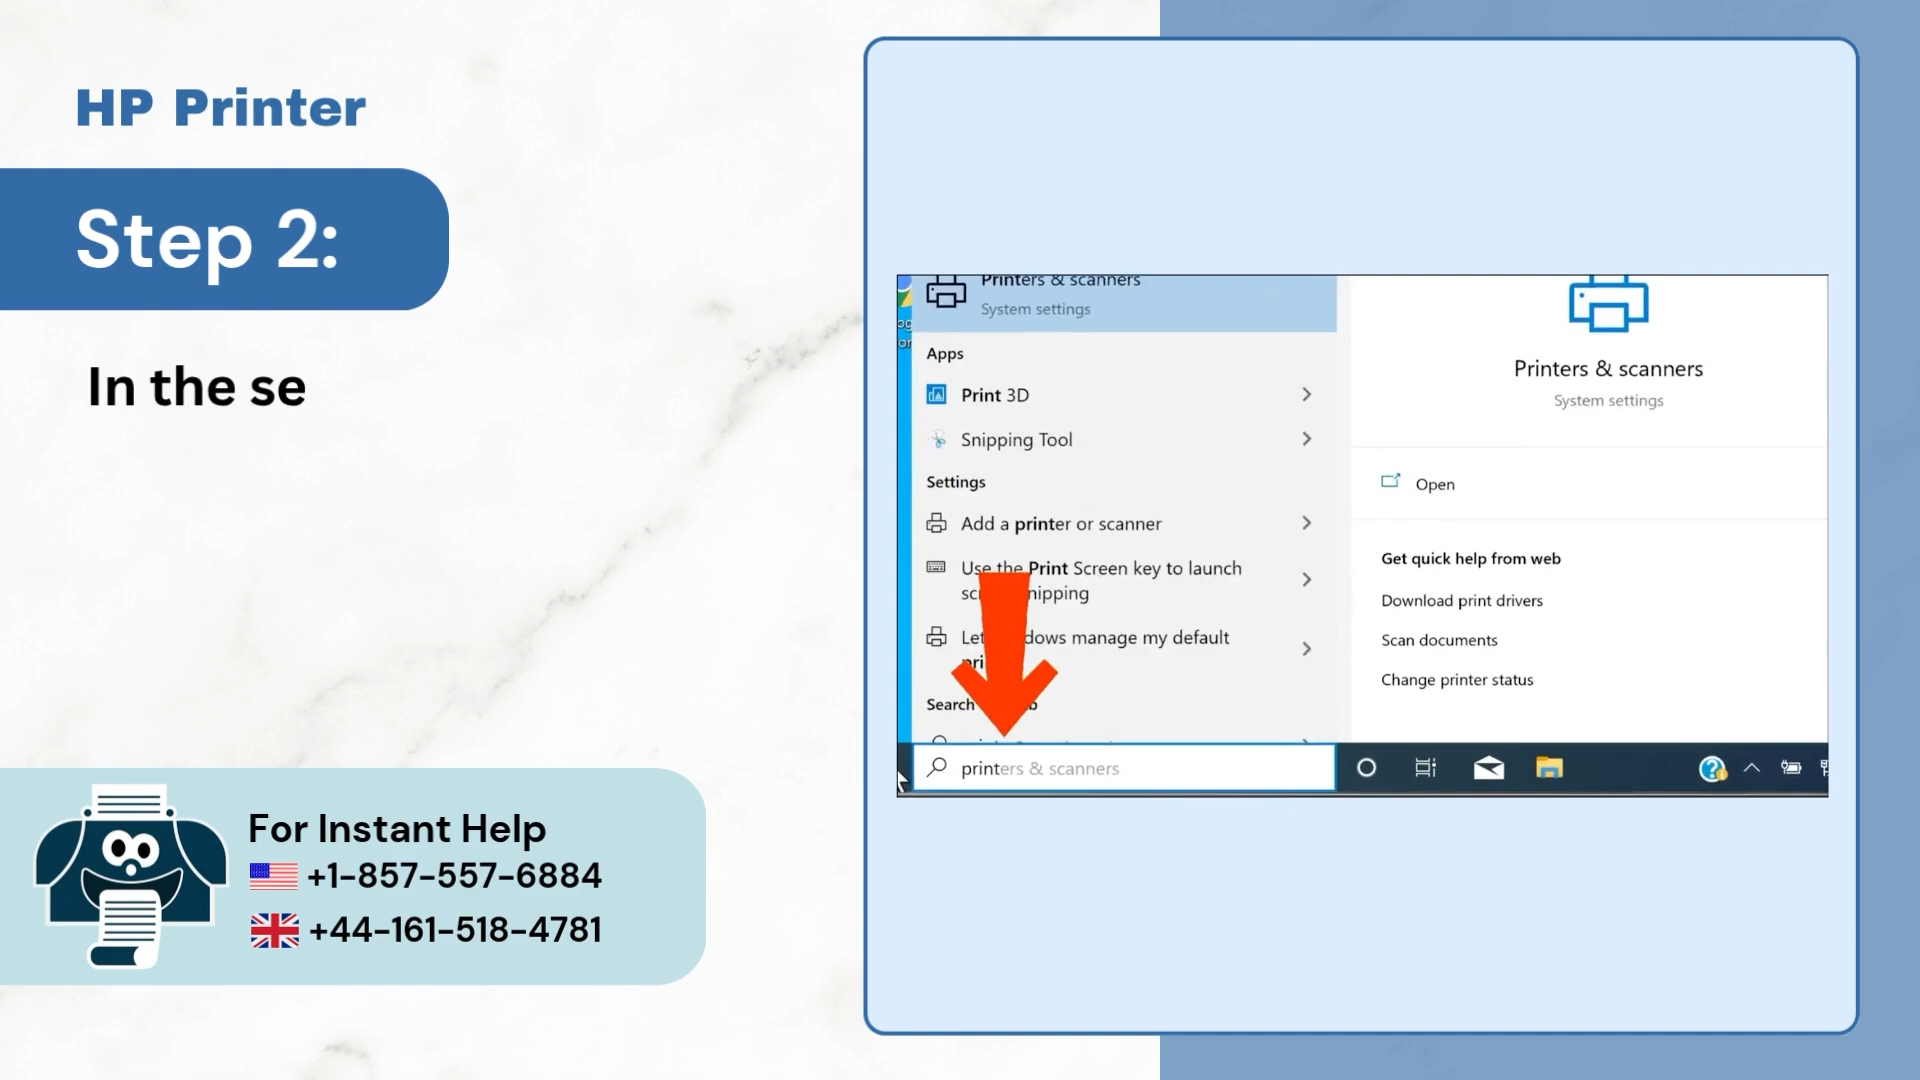 HP Printer
Step 2:
In the se
For Instant Help
+1-857-557-6884
+44-161-518-4781
Printers & scanners
System settings
Apps
Print 3D
Snipping Tool
Settings
Add a printer or scanner
Use the Print Screen key to launch
nipping
dows manage my default
Search
printers & scanners
Printers & scanners
System settings
Open
Get quick help from web
Download print drivers
Scan documents
Change printer status